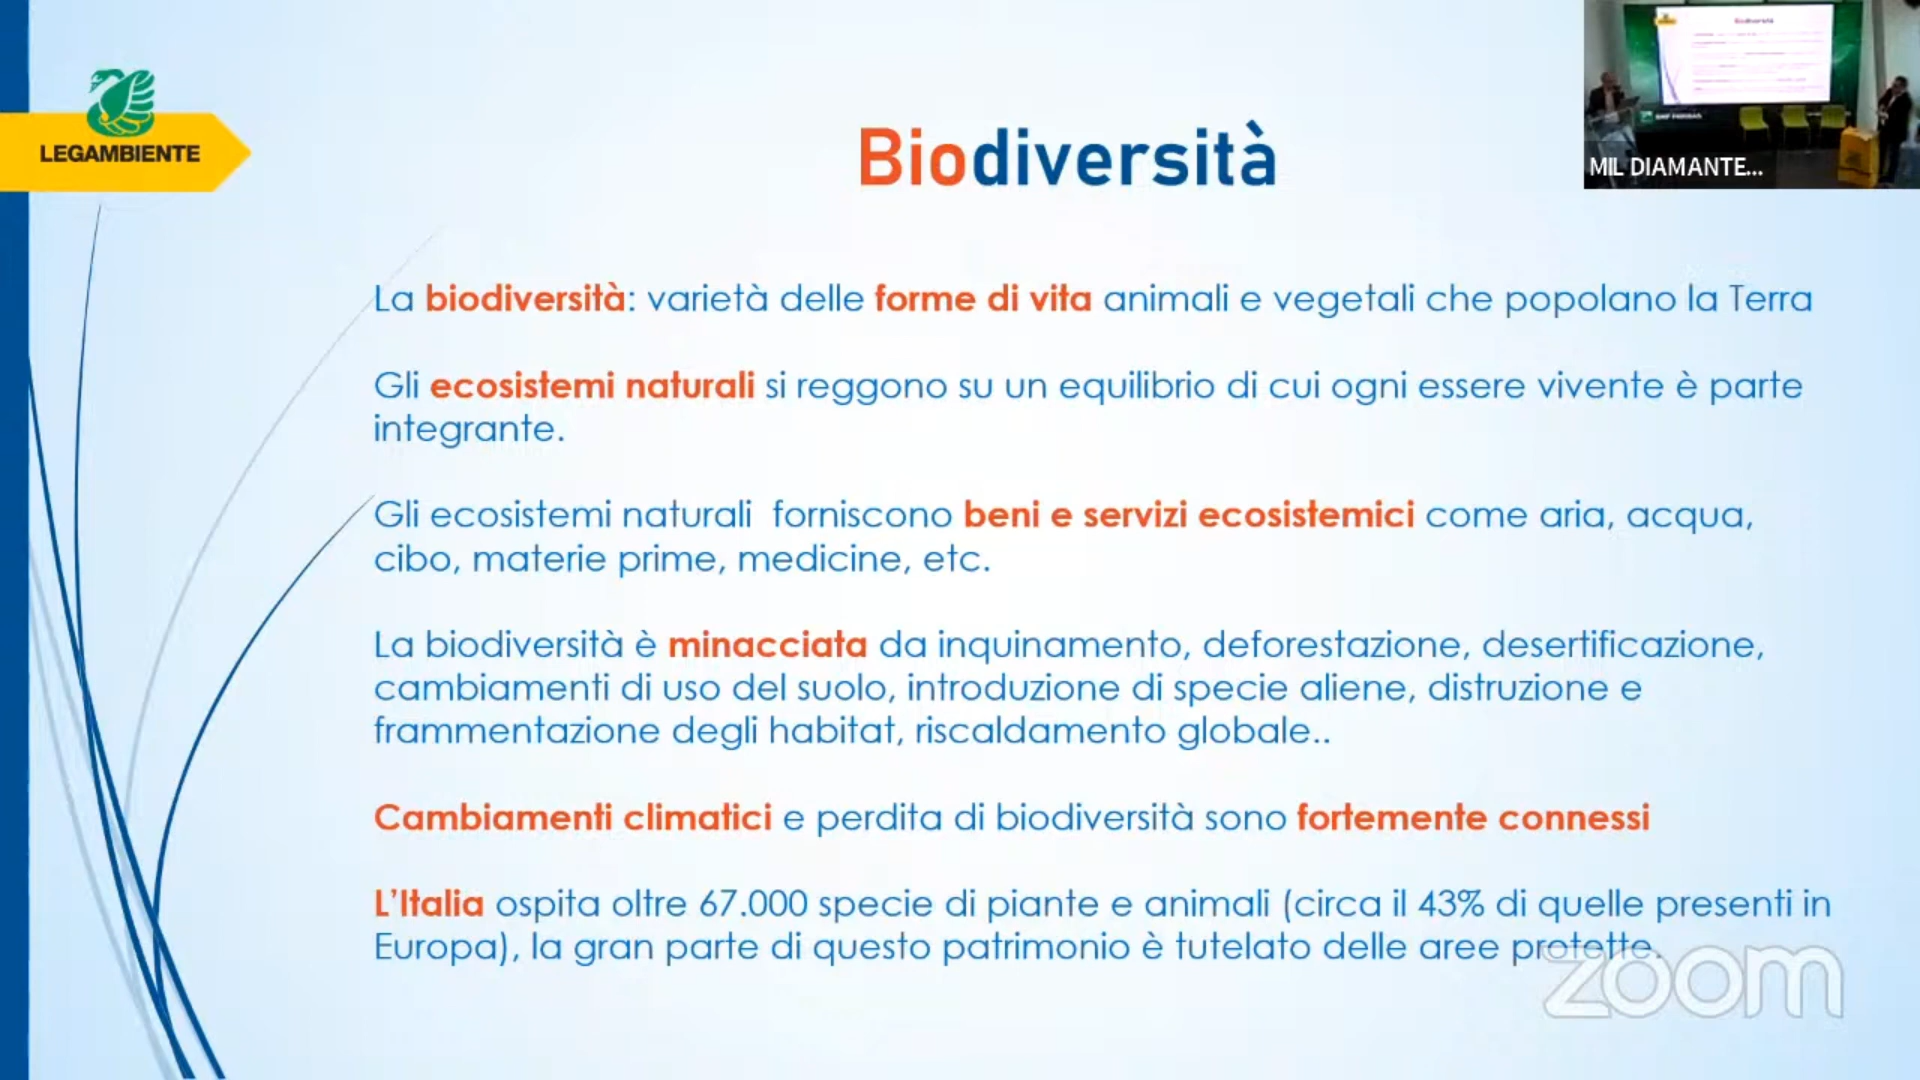 LEGAMBIENTE
Biodiversità
MIL DIAMANTE...
La biodiversità: varietà delle forme di vita animali e vegetali che popolano la Terra
Gli ecosistemi naturali si reggono su un equilibrio di cui ogni essere vivente è parte
integrante.
Gli ecosistemi naturali forniscono beni e servizi ecosistemici come aria, acqua,
cibo, materie prime, medicine, etc.
La biodiversità è minacciata da inquinamento, deforestazione, desertificazione,
cambiamenti di uso del suolo, introduzione di specie aliene, distruzione e
frammentazione degli habitat, riscaldamento globale..
Cambiamenti climatici e perdita di biodiversità sono fortemente connessi
L'Italia ospita oltre 67.000 specie di piante e animali (circa il 43% di quelle presenti in
Europa), la gran parte di questo patrimonio è tutelato delle aree protette.
zoom